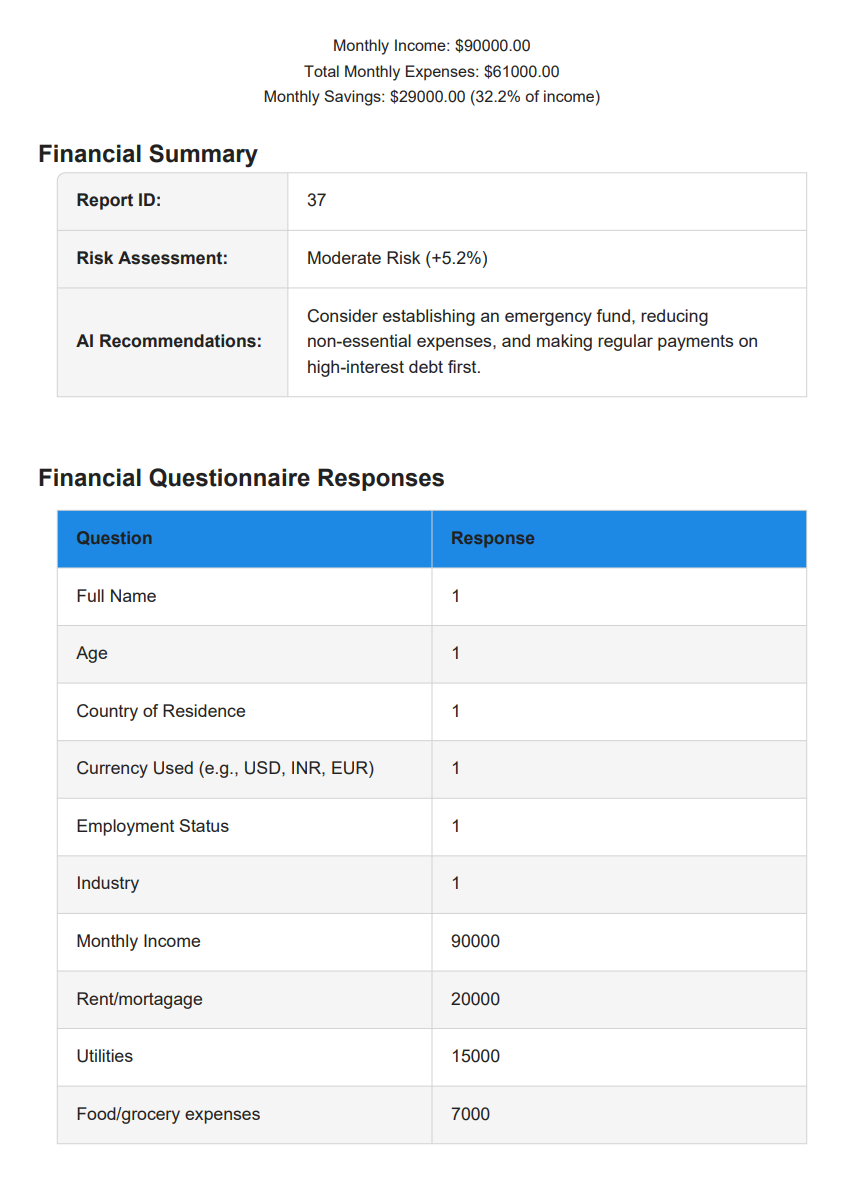 Monthly Income: $90000.00
Total Monthly Expenses: $61000.00
Monthly Savings: $29000.00 (32.2% of income)
Financial Summary
Report ID: 37
Risk Assessment: Moderate Risk (+5.2%)
AI Recommendations: Consider establishing an emergency fund, reducing
non-essential expenses, and making regular payments on
high-interest debt first.
Financial Questionnaire Responses
Question Response
Full Name 1
Age 1
Country of Residence 1
Currency Used (e.g., USD, INR, EUR) 1
Employment Status 1
Industry 1
Monthly Income 90000
Rent/mortagage 20000
Utilities 15000
Food/grocery expenses 7000